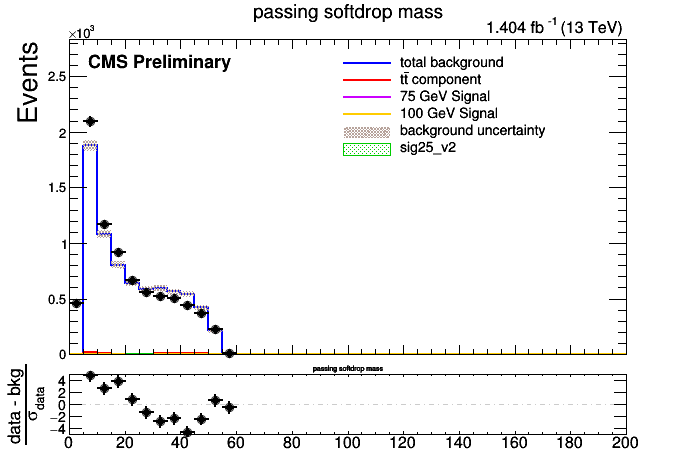 passing softdrop mass
×10³
1.404 fb⁻¹ (13 TeV)
Events
CMS Preliminary
total background
tt̄ component
75 GeV Signal
100 GeV Signal
background uncertainty
sig25_v2
2.5
2
1.5
1
0.5
0
passing softdrop mass
data - bkg
σdata
4
2
0
−2
−4
0 20 40 60 80 100 120 140 160 180 200